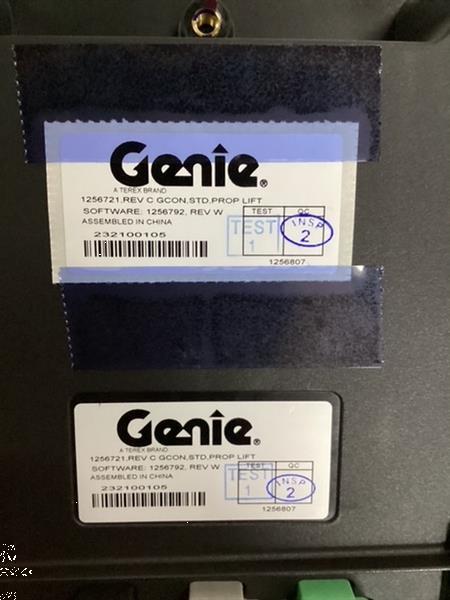 Genie®
A TEREX BRAND
1256721,REV C GCON,STD,PROP LIFT
SOFTWARE: 1256792, REV W
ASSEMBLED IN CHINA
232100105
TEST QC
TEST 1
INSP 2
1256807
Genie®
A TEREX BRAND
1256721,REV C GCON,STD,PROP LIFT
SOFTWARE: 1256792, REV W
ASSEMBLED IN CHINA
232100105
TEST QC
TEST 1
INSP 2
1256807